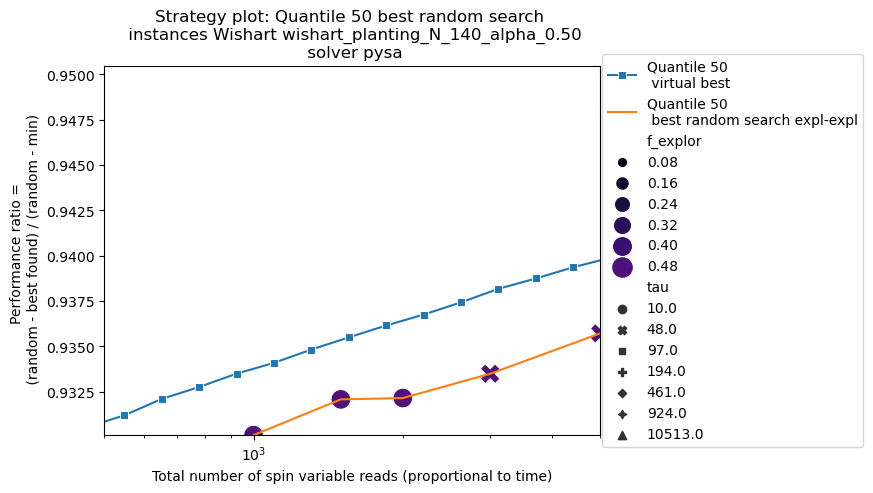 Strategy plot: Quantile 50 best random search
instances Wishart wishart_planting_N_140_alpha_0.50
solver pysa
0.9500
0.9475
0.9450
0.9425
0.9400
0.9375
0.9350
0.9325
Performance ratio =
(random - best found) / (random - min)
10³
Total number of spin variable reads (proportional to time)
Quantile 50
virtual best
Quantile 50
best random search expl-expl
f_explor
0.08
0.16
0.24
0.32
0.40
0.48
tau
10.0
48.0
97.0
194.0
461.0
924.0
10513.0